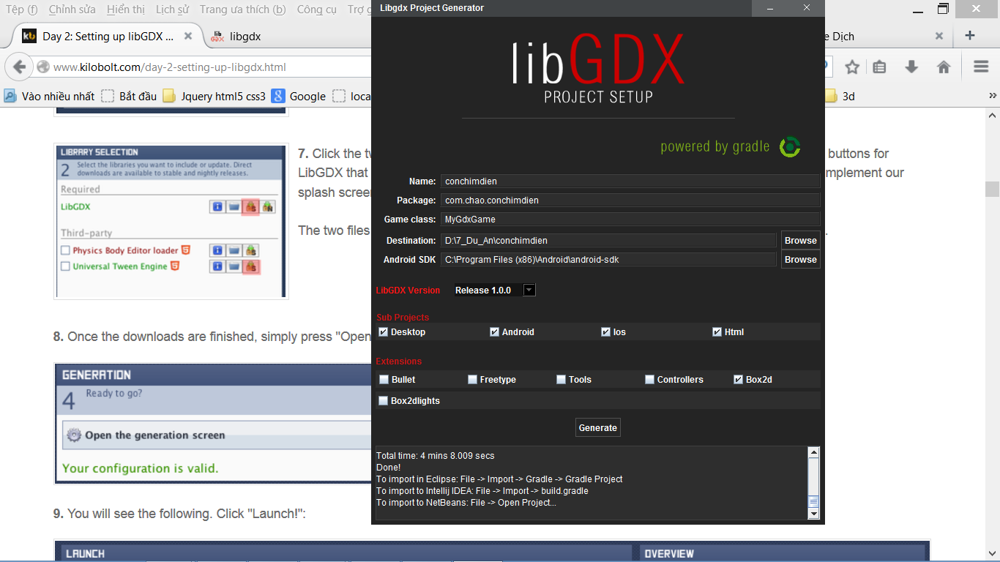 Tệp (f) Chỉnh sửa Hiển thị Lịch sử Trang ưa thích (b) Công cụ Trợ g
Day 2: Setting up libGDX ... × libgdx e Dịch × +
www.kilobolt.com/day-2-setting-up-libgdx.html
Vào nhiều nhất Bắt đầu Jquery html5 css3 Google loca 3d »
LIBRARY SELECTION
2 Select the libraries you want to include or update. Direct
downloads are available to stable and nightly releases.
Required
LibGDX
Third-party
Physics Body Editor loader
Universal Tween Engine
7. Click the tw buttons for
LibGDX that mplement our
splash screen
The two files .
8. Once the downloads are finished, simply press "Open
GENERATION
4 Ready to go?
Open the generation screen
Your configuration is valid.
9. You will see the following. Click "Launch!":
LAUNCH OVERVIEW
Libgdx Project Generator
libGDX
PROJECT SETUP
powered by gradle
Name: conchimdien
Package: com.chao.conchimdien
Game class: MyGdxGame
Destination: D:\7_Du_An\conchimdien Browse
Android SDK C:\Program Files (x86)\Android\android-sdk Browse
LibGDX Version Release 1.0.0
Sub Projects
Desktop Android Ios Html
Extensions
Bullet Freetype Tools Controllers Box2d
Box2dlights
Generate
Total time: 4 mins 8.009 secs
Done!
To import in Eclipse: File -> Import -> Gradle -> Gradle Project
To import to Intellij IDEA: File -> Import -> build.gradle
To import to NetBeans: File -> Open Project...